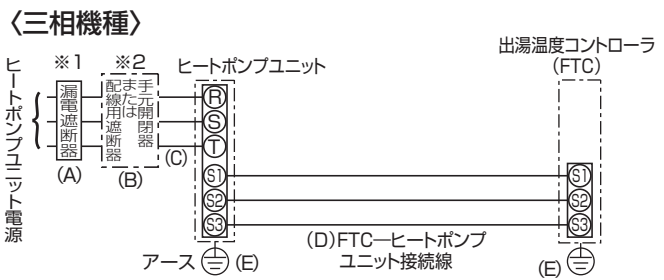 〈三相機種〉
ヒートポンプユニット電源
※1
漏電遮断器
(A)
※2
手元開閉器
または
配線用遮断器
(B)
(C)
ヒートポンプユニット
R
S
T
S1
S2
S3
アース
(E)
(D)FTC―ヒートポンプ
ユニット接続線
出湯温度コントローラ
(FTC)
S1
S2
S3
(E)